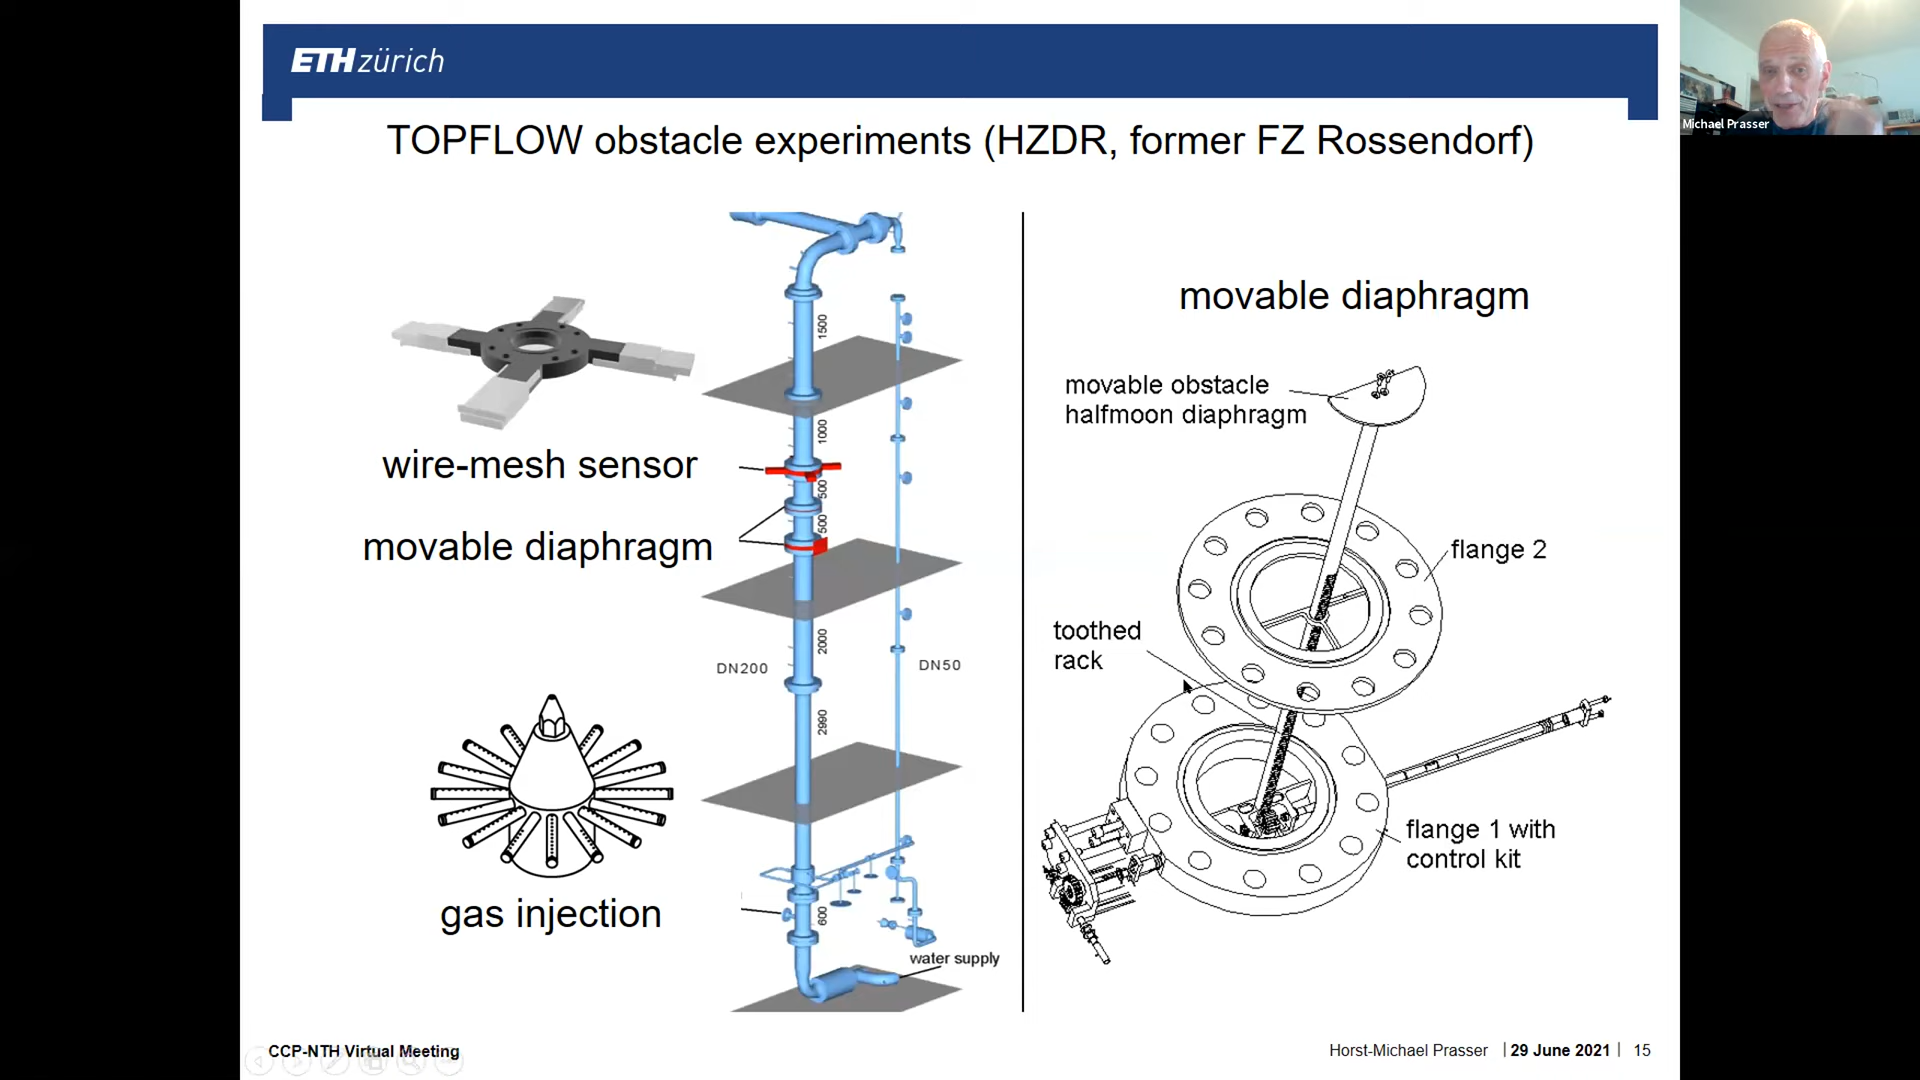 ETH zürich
Michael Prasser
TOPFLOW obstacle experiments (HZDR, former FZ Rossendorf)
wire-mesh sensor
movable diaphragm
gas injection
1500
1000
500
500
2000
DN200
DN50
2990
600
water supply
movable diaphragm
movable obstacle
halfmoon diaphragm
flange 2
toothed
rack
flange 1 with
control kit
CCP-NTH Virtual Meeting
Horst-Michael Prasser | 29 June 2021 | 15